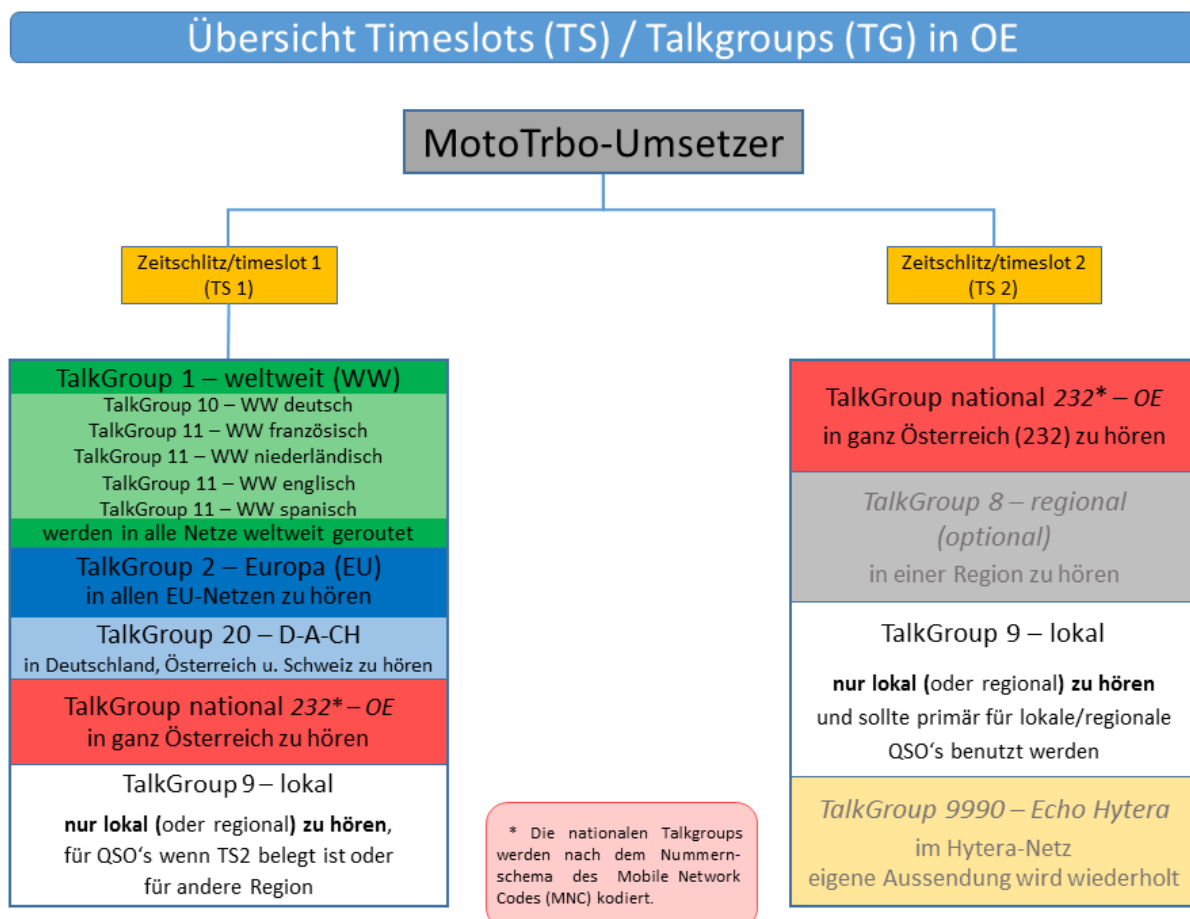 Übersicht Timeslots (TS) / Talkgroups (TG) in OE
MotoTrbo-Umsetzer
Zeitschlitz/timeslot 1
(TS 1)
TalkGroup 1 – weltweit (WW)
TalkGroup 10 – WW deutsch
TalkGroup 11 – WW französisch
TalkGroup 11 – WW niederländisch
TalkGroup 11 – WW englisch
TalkGroup 11 – WW spanisch
werden in alle Netze weltweit geroutet
TalkGroup 2 – Europa (EU)
in allen EU-Netzen zu hören
TalkGroup 20 – D-A-CH
in Deutschland, Österreich u. Schweiz zu hören
TalkGroup national 232* – OE
in ganz Österreich zu hören
TalkGroup 9 – lokal
nur lokal (oder regional) zu hören,
für QSO‘s wenn TS2 belegt ist oder
für andere Region
Zeitschlitz/timeslot 2
(TS 2)
TalkGroup national 232* – OE
in ganz Österreich (232) zu hören
TalkGroup 8 – regional
(optional)
in einer Region zu hören
TalkGroup 9 – lokal
nur lokal (oder regional) zu hören
und sollte primär für lokale/regionale
QSO‘s benutzt werden
TalkGroup 9990 – Echo Hytera
im Hytera-Netz
eigene Aussendung wird wiederholt
* Die nationalen Talkgroups
werden nach dem Nummern-
schema des Mobile Network
Codes (MNC) kodiert.